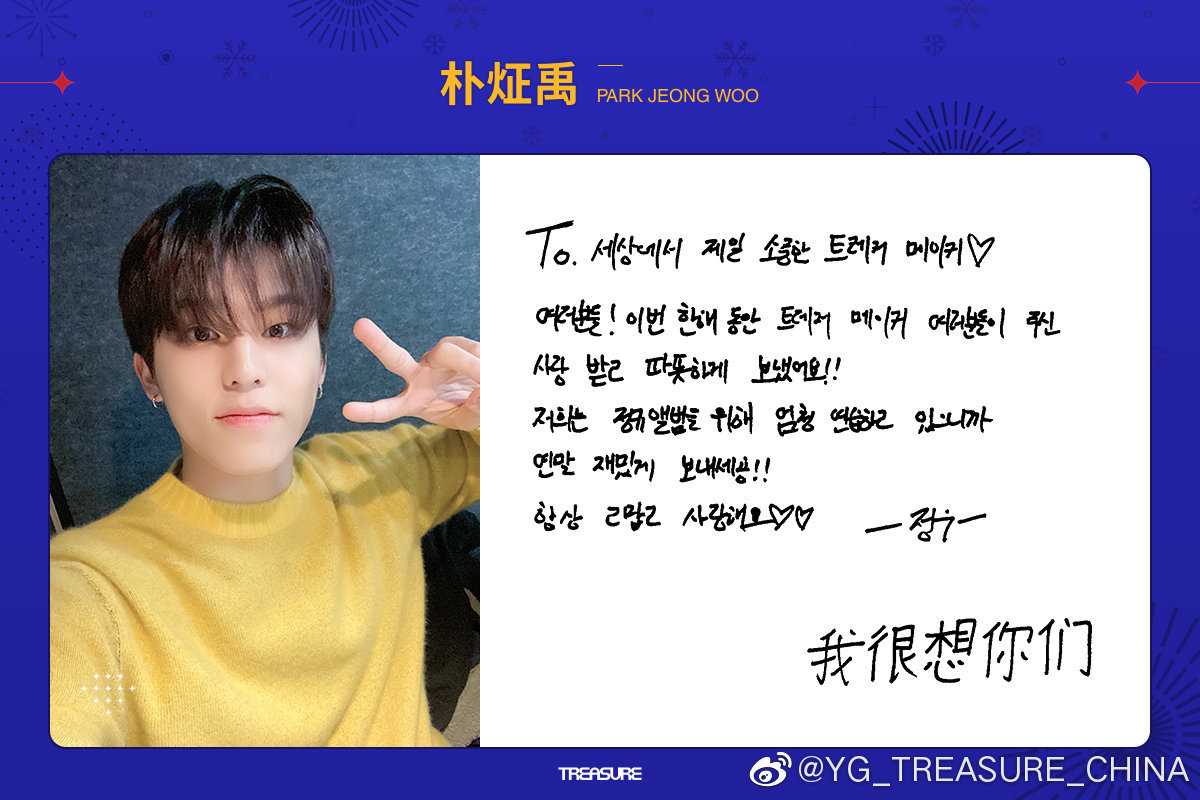 朴炡禹
PARK JEONG WOO
To. 세상에서 제일 소중한 트레저 메이커♡
여러분들! 이번 한해 동안 트레저 메이커 여러분들이 주신
사랑 받고 따뜻하게 보냈어요!!
저희는 정규앨범을 위해 엄청 연습하고 있으니까
연말 재밌게 보내세요!!
항상 고맙고 사랑해요♡♡ —정우—
我很想你们
TREASURE
@YG_TREASURE_CHINA